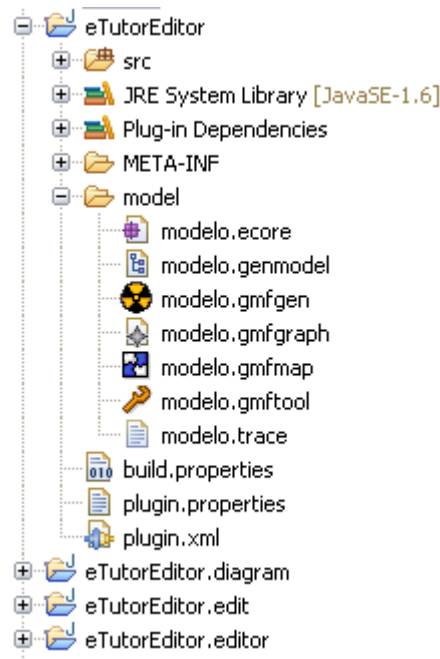 eTutorEditor
src
JRE System Library [JavaSE-1.6]
Plug-in Dependencies
META-INF
model
modelo.ecore
modelo.genmodel
modelo.gmfgen
modelo.gmfgraph
modelo.gmfmap
modelo.gmftool
modelo.trace
010 build.properties
plugin.properties
plugin.xml
eTutorEditor.diagram
eTutorEditor.edit
eTutorEditor.editor